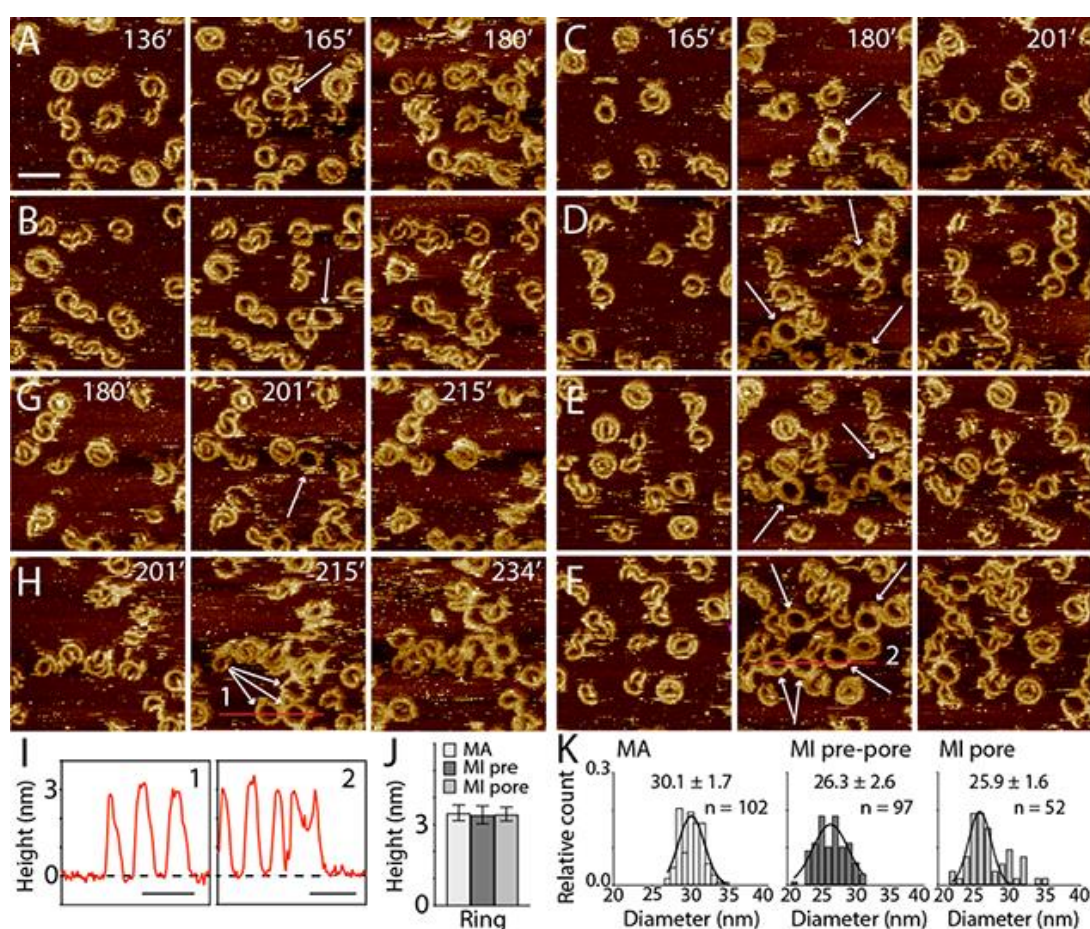 A 136′ 165′ 180′
C 165′ 180′ 201′
B
D
G 180′ 201′ 215′
E
H 201′ 215′ 234′
1
F
2
I
Height (nm)
3
0
1
2
J
Height (nm)
3
0
MA
MI pre
MI pore
Ring
K
Relative count
0.3
0.0
MA
30.1 ± 1.7
n = 102
20 25 30 35 40
Diameter (nm)
MI pre-pore
26.3 ± 2.6
n = 97
20 25 30 35 40
Diameter (nm)
MI pore
25.9 ± 1.6
n = 52
20 25 30 35 40
Diameter (nm)